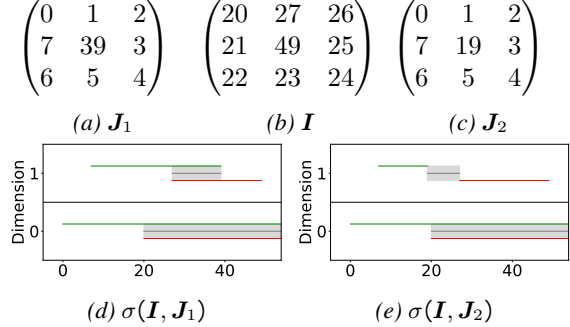 0 1 2
7 39 3
6 5 4
(a) J1
20 27 26
21 49 25
22 23 24
(b) I
0 1 2
7 19 3
6 5 4
(c) J2
Dimension
1
0
0 20 40
(d) σ(I, J1)
Dimension
1
0
0 20 40
(e) σ(I, J2)